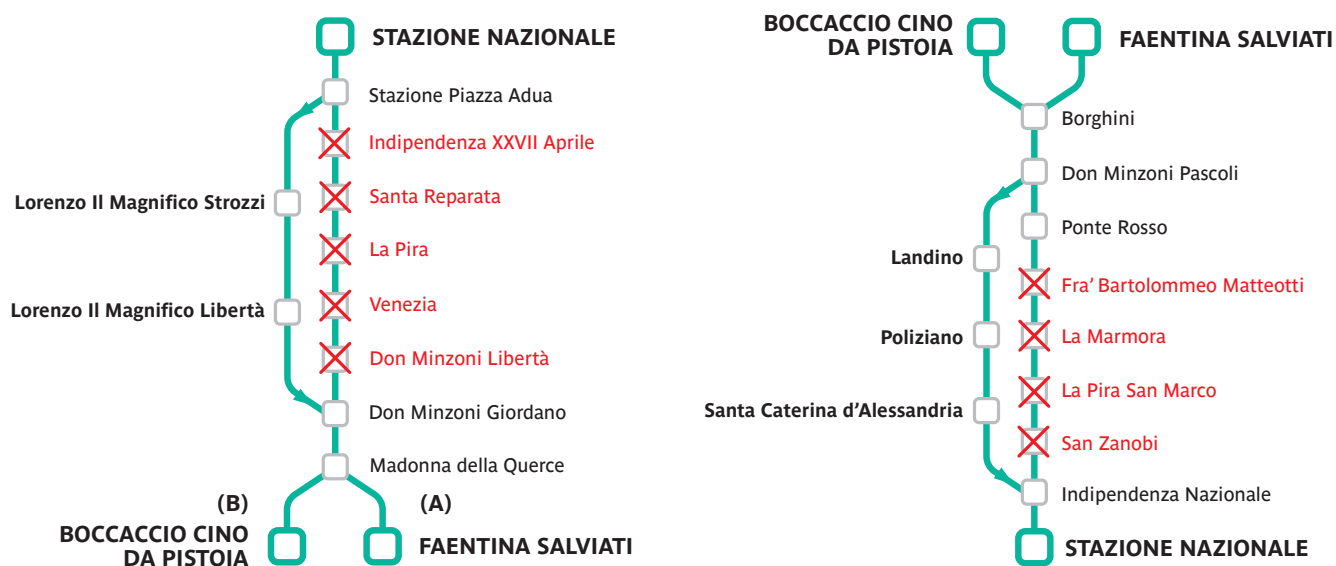 STAZIONE NAZIONALE
Stazione Piazza Adua
Indipendenza XXVII Aprile
Santa Reparata
Lorenzo Il Magnifico Strozzi
La Pira
Venezia
Lorenzo Il Magnifico Libertà
Don Minzoni Libertà
Don Minzoni Giordano
Madonna della Querce
(B)
(A)
BOCCACCIO CINO
DA PISTOIA
FAENTINA SALVIATI
BOCCACCIO CINO
DA PISTOIA
FAENTINA SALVIATI
Borghini
Don Minzoni Pascoli
Ponte Rosso
Landino
Fra’ Bartolommeo Matteotti
Poliziano
La Marmora
La Pira San Marco
Santa Caterina d’Alessandria
San Zanobi
Indipendenza Nazionale
STAZIONE NAZIONALE